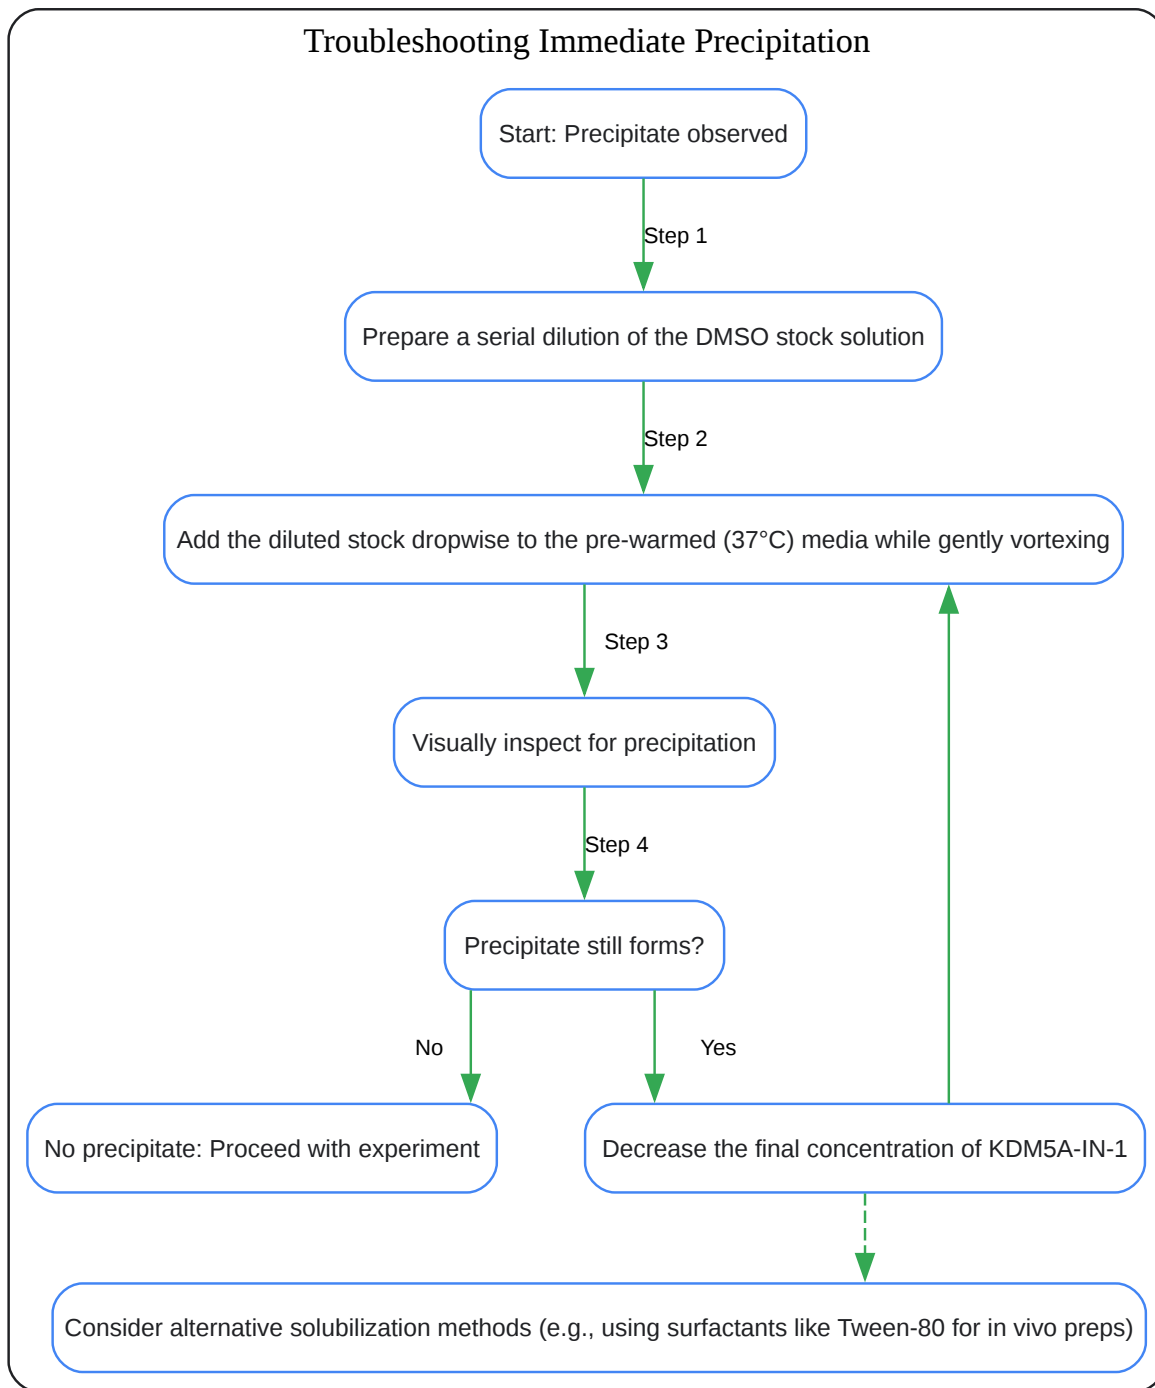 Troubleshooting Immediate Precipitation
Start: Precipitate observed
Step 1
Prepare a serial dilution of the DMSO stock solution
Step 2
Add the diluted stock dropwise to the pre-warmed (37°C) media while gently vortexing
Step 3
Visually inspect for precipitation
Step 4
Precipitate still forms?
No
Yes
No precipitate: Proceed with experiment
Decrease the final concentration of KDM5A-IN-1
Consider alternative solubilization methods (e.g., using surfactants like Tween-80 for in vivo preps)